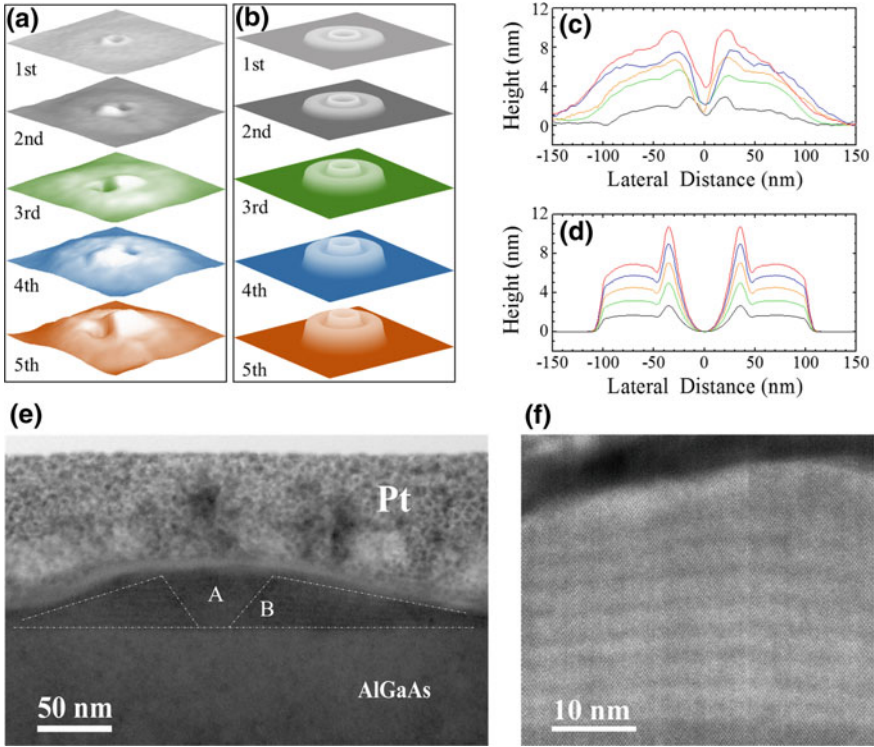 (a)
1st
2nd
3rd
4th
5th
(b)
1st
2nd
3rd
4th
5th
(c)
Height (nm)
12
8
4
0
-150 -100 -50 0 50 100 150
Lateral Distance (nm)
(d)
Height (nm)
12
8
4
0
-150 -100 -50 0 50 100 150
Lateral Distance (nm)
(e)
Pt
A
B
AlGaAs
50 nm
(f)
10 nm